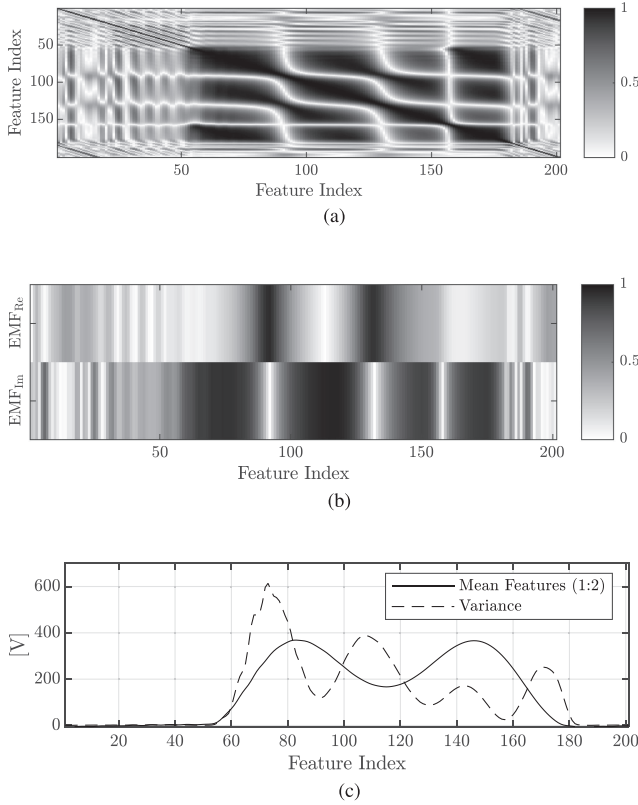 1
50
100
150
0.5
0
Feature Index
50
100
150
200
Feature Index
(a)
EMF_Re
EMF_Im
1
0.5
0
50
100
150
200
Feature Index
(b)
Mean Features (1:2)
Variance
600
400
200
0
[V]
20
40
60
80
100
120
140
160
180
200
Feature Index
(c)